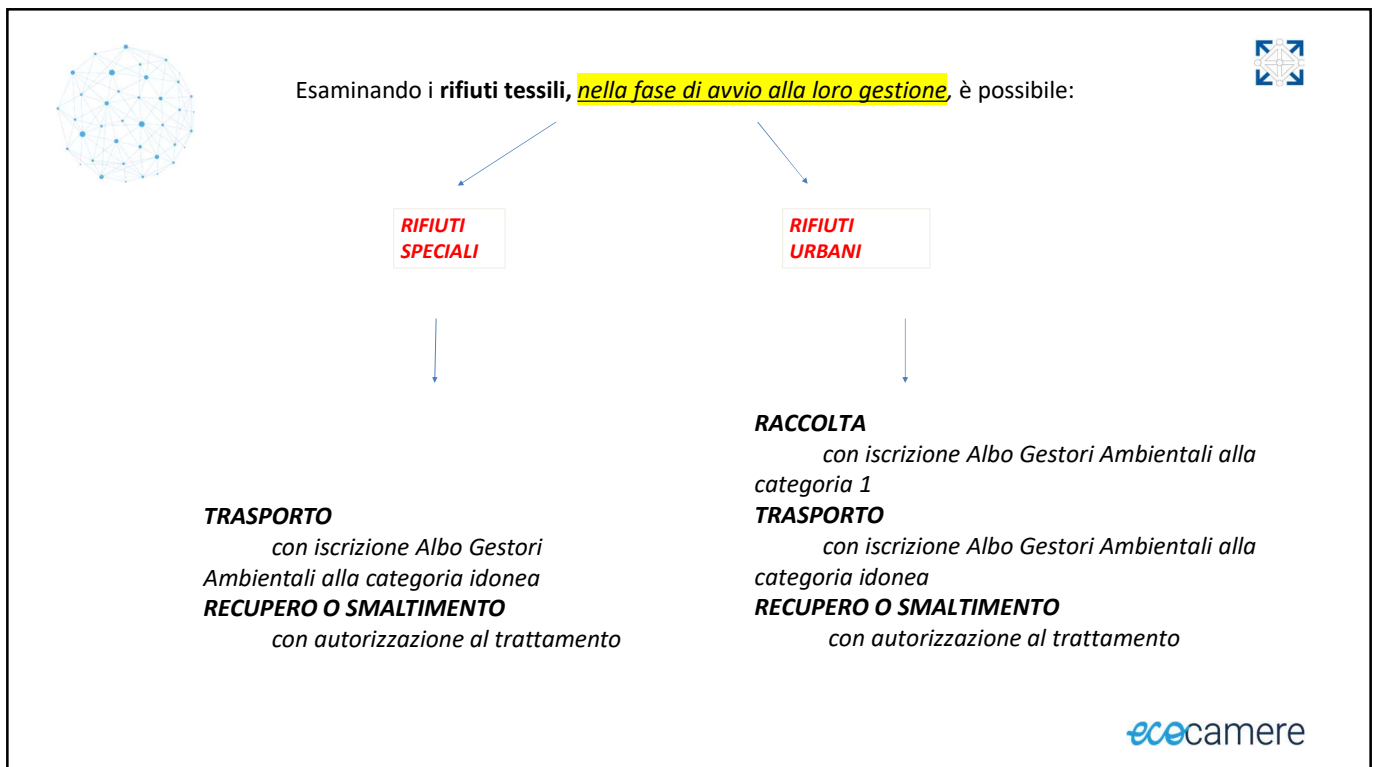 Esaminando i rifiuti tessili, nella fase di avvio alla loro gestione, è possibile:
RIFIUTI
SPECIALI
RIFIUTI
URBANI
TRASPORTO
con iscrizione Albo Gestori
Ambientali alla categoria idonea
RECUPERO O SMALTIMENTO
con autorizzazione al trattamento
RACCOLTA
con iscrizione Albo Gestori Ambientali alla
categoria 1
TRASPORTO
con iscrizione Albo Gestori Ambientali alla
categoria idonea
RECUPERO O SMALTIMENTO
con autorizzazione al trattamento
ecocamere